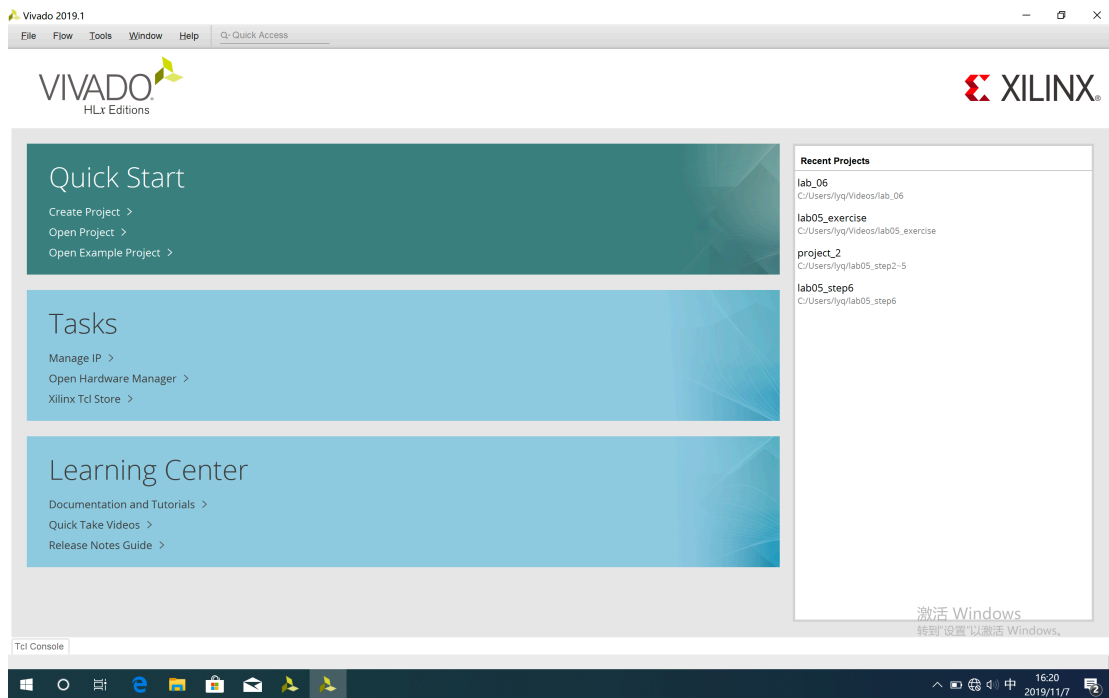 Vivado 2019.1
File Flow Tools Window Help Quick Access
VIVADO.
HLx Editions
XILINX®
Quick Start
Create Project >
Open Project >
Open Example Project >
Tasks
Manage IP >
Open Hardware Manager >
Xilinx Tcl Store >
Learning Center
Documentation and Tutorials >
Quick Take Videos >
Release Notes Guide >
Recent Projects
lab_06
C:/Users/lyq/Videos/lab_06
lab05_exercise
C:/Users/lyq/Videos/lab05_exercise
project_2
C:/Users/lyq/lab05_step2~5
lab05_step6
C:/Users/lyq/lab05_step6
激活 Windows
转到"设置"以激活 Windows。
Tcl Console
中
16:20
2019/11/7
2